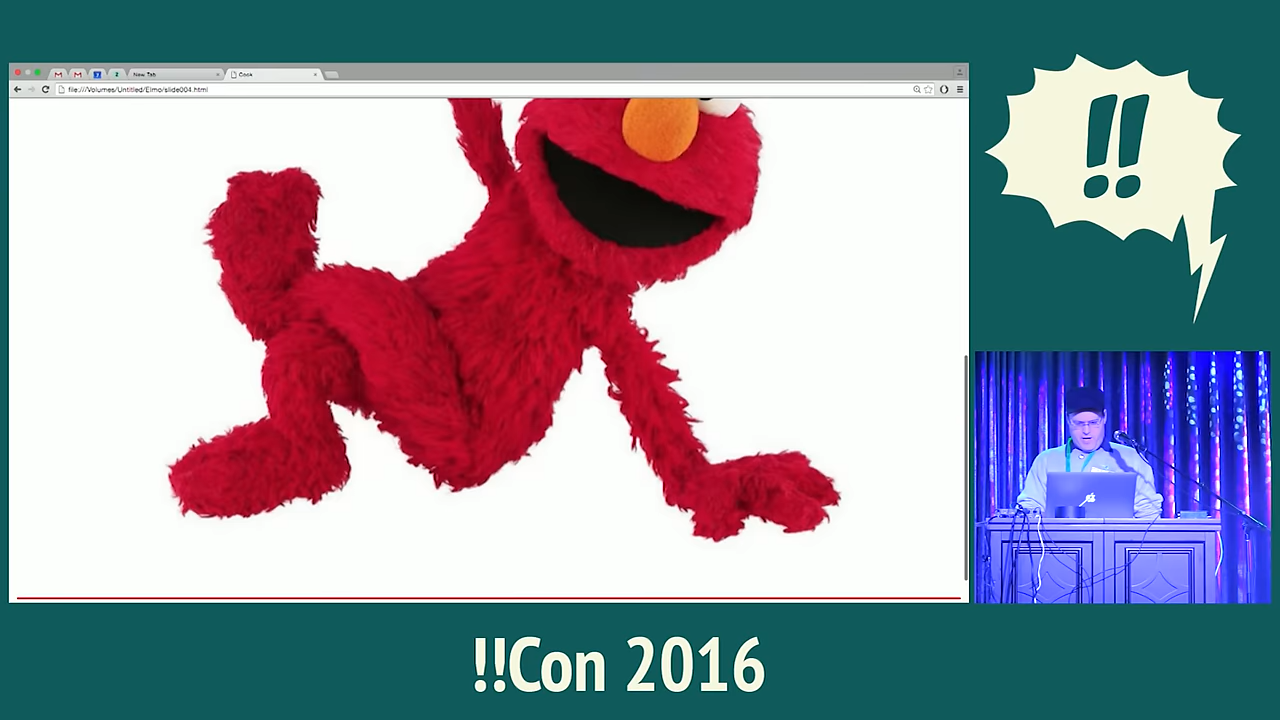 New Tab
Cook
file:///Volumes/Untitled/Elmo/slide004.html
!!
!!Con 2016